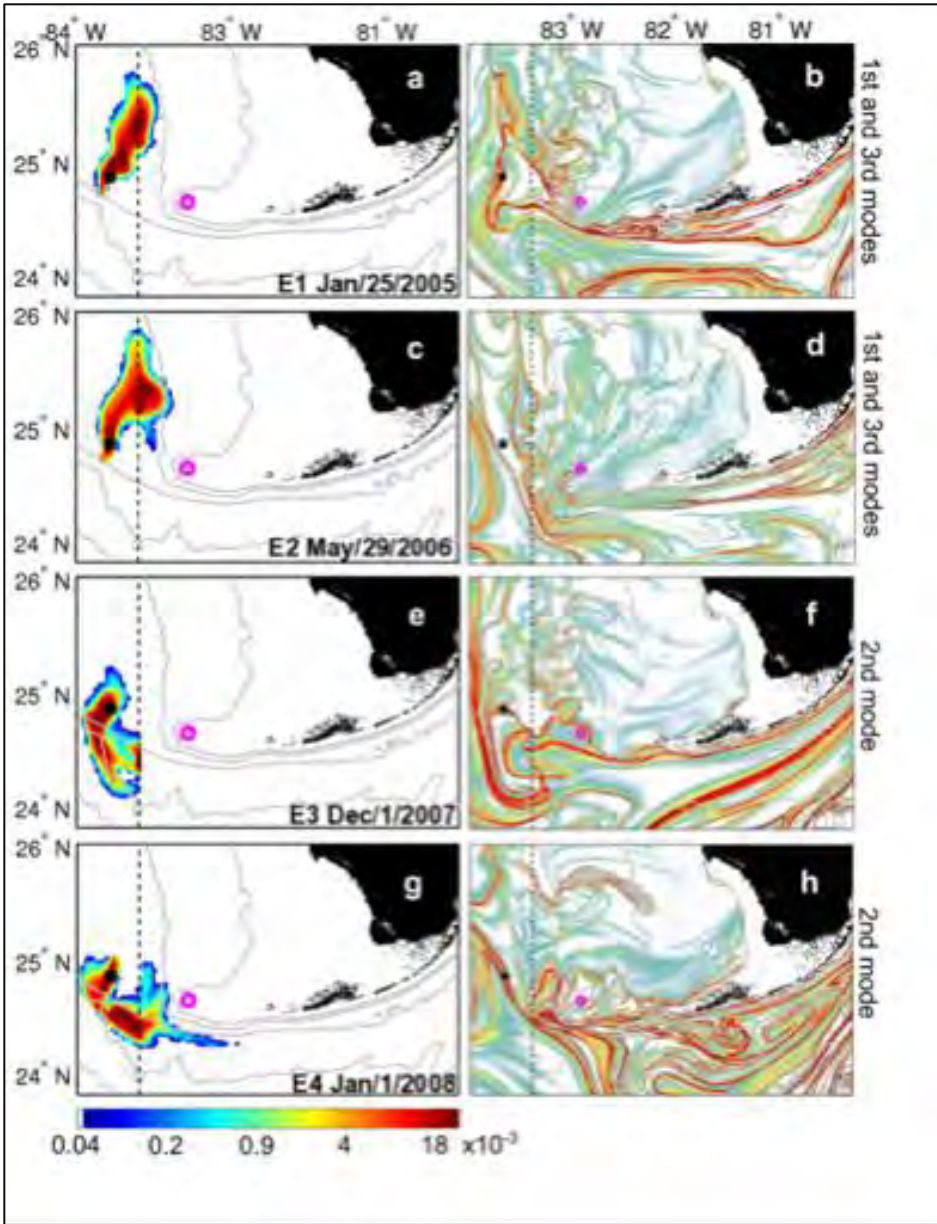 84° W 83° W 81° W 83° W 82° W 81° W
26° N
a
b
25° N
24° N
E1 Jan/25/2005
1st and 3rd modes
26° N
c
d
25° N
24° N
E2 May/29/2006
1st and 3rd modes
26° N
e
f
25° N
24° N
E3 Dec/1/2007
2nd mode
26° N
g
h
25° N
24° N
E4 Jan/1/2008
2nd mode
0.04 0.2 0.9 4 18 x10⁻³